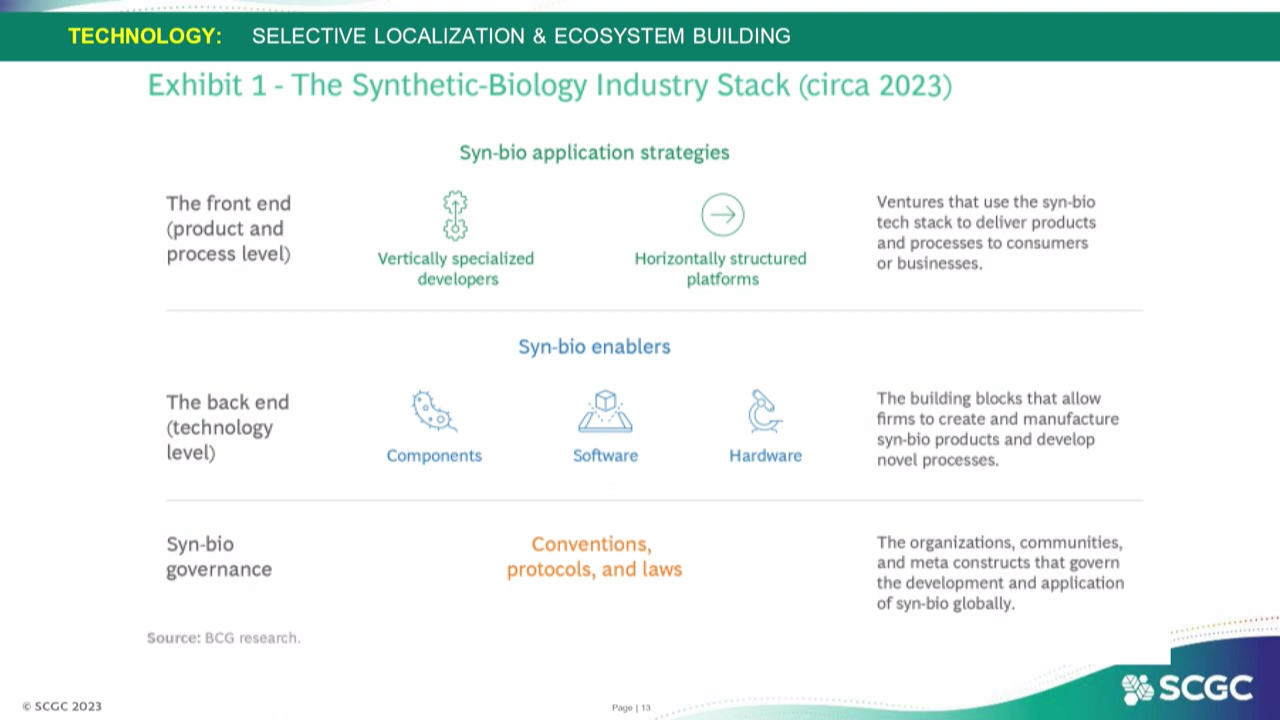 TECHNOLOGY: SELECTIVE LOCALIZATION & ECOSYSTEM BUILDING
Exhibit 1 - The Synthetic-Biology Industry Stack (circa 2023)
Syn-bio application strategies
The front end
(product and
process level)
Vertically specialized
developers
Horizontally structured
platforms
Ventures that use the syn-bio
tech stack to deliver products
and processes to consumers
or businesses.
Syn-bio enablers
The back end
(technology
level)
Components
Software
Hardware
The building blocks that allow
firms to create and manufacture
syn-bio products and develop
novel processes.
Syn-bio
governance
Conventions,
protocols, and laws
The organizations, communities,
and meta constructs that govern
the development and application
of syn-bio globally.
Source: BCG research.
© SCGC 2023
Page | 13
SCGC